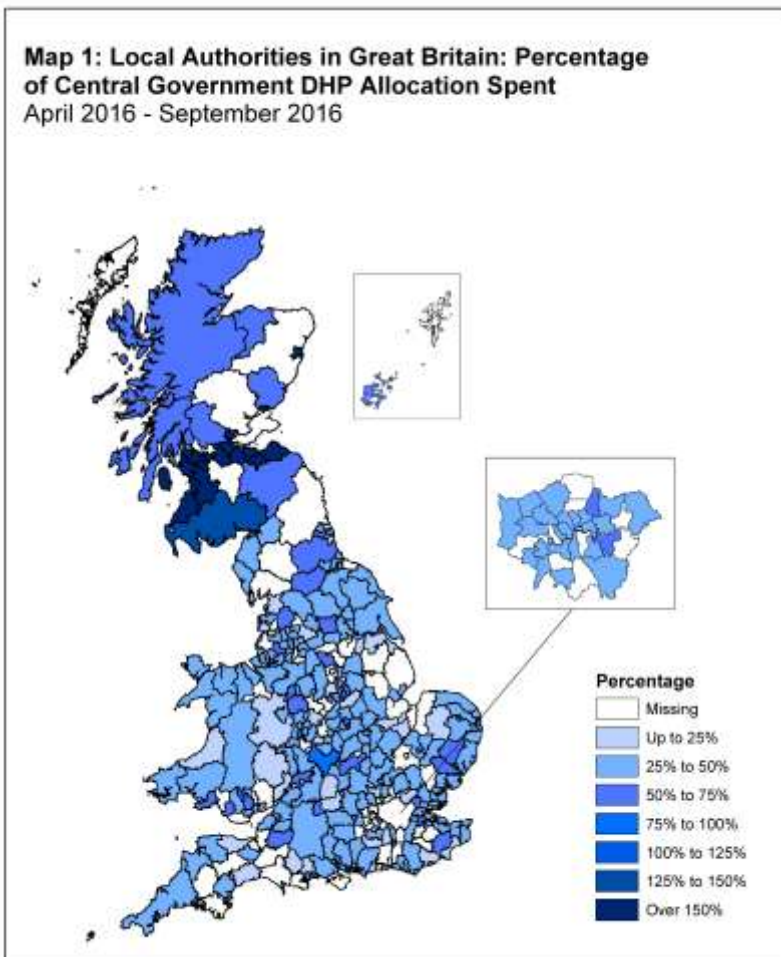 Map 1: Local Authorities in Great Britain: Percentage
of Central Government DHP Allocation Spent
April 2016 - September 2016
Percentage
Missing
Up to 25%
25% to 50%
50% to 75%
75% to 100%
100% to 125%
125% to 150%
Over 150%